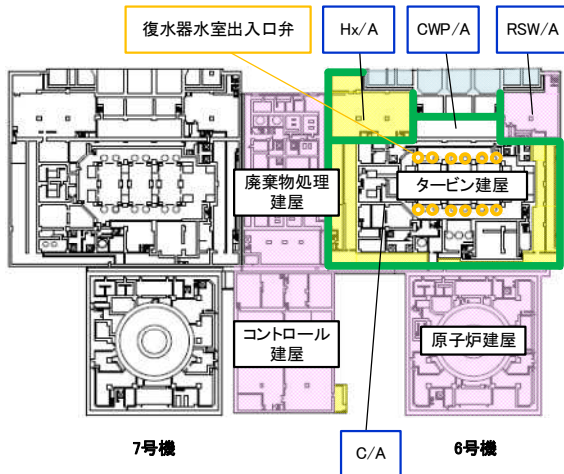 復水器水室出入口弁
Hx/A
CWP/A
RSW/A
廃棄物処理
建屋
タービン建屋
コントロール
建屋
原子炉建屋
7号機
6号機
C/A